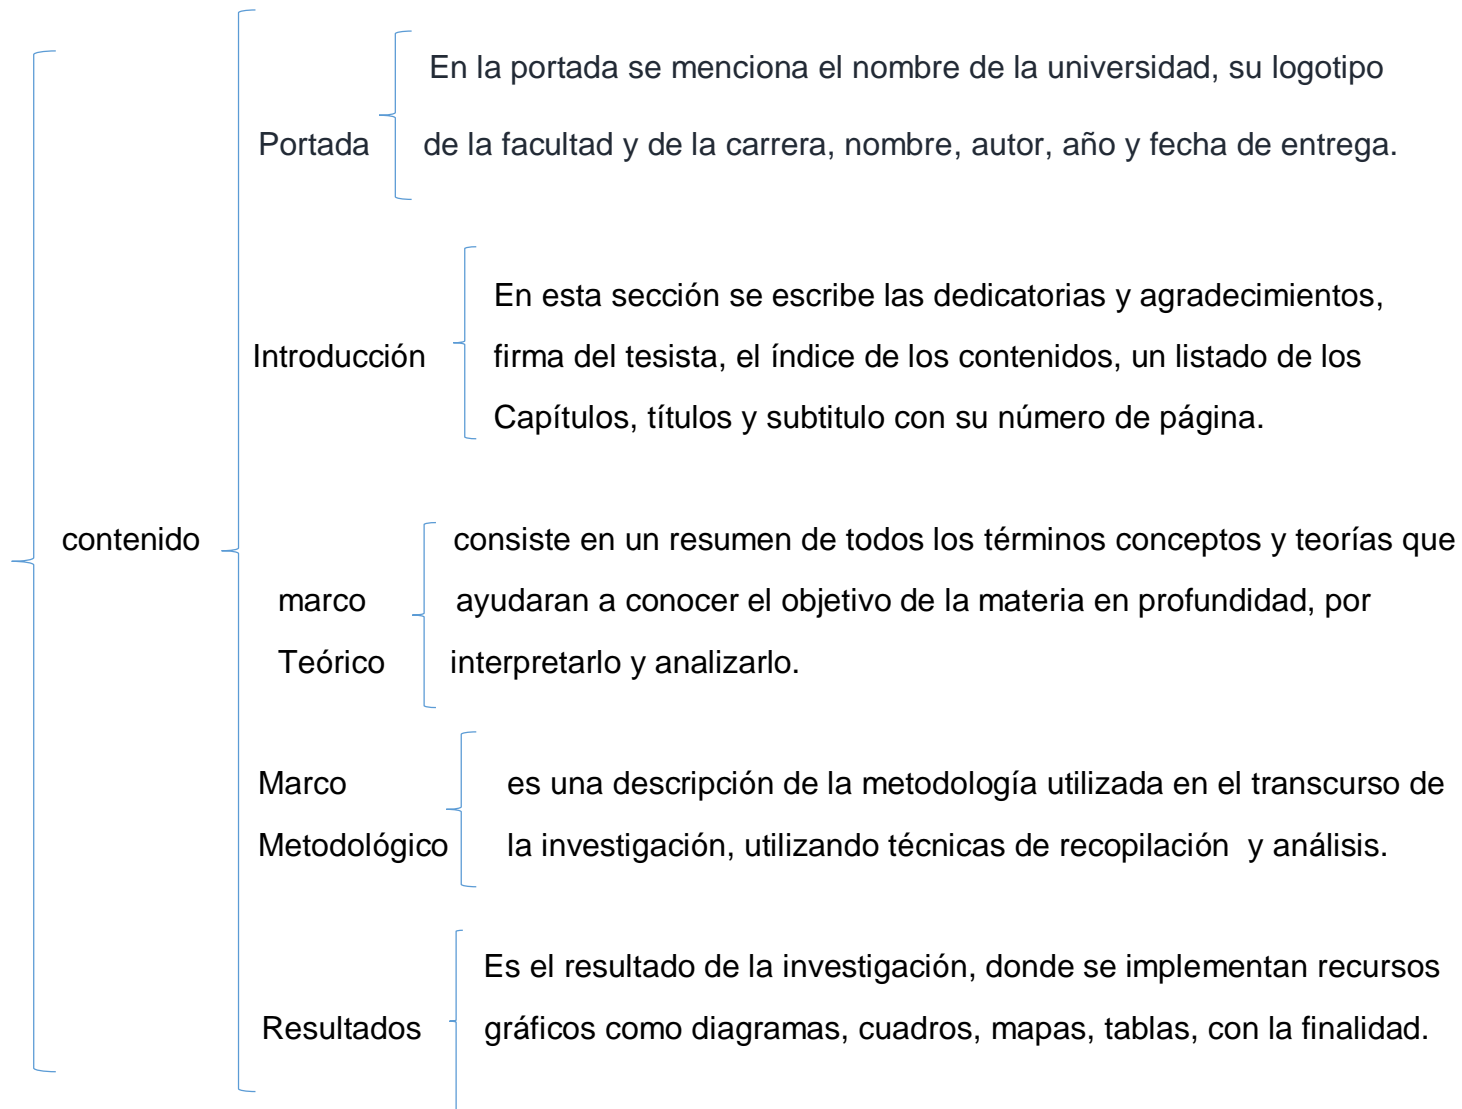 En la portada se menciona el nombre de la universidad, su logotipo
Portada de la facultad y de la carrera, nombre, autor, año y fecha de entrega.
En esta sección se escribe las dedicatorias y agradecimientos,
Introducción firma del tesista, el índice de los contenidos, un listado de los
Capítulos, títulos y subtitulo con su número de página.
contenido consiste en un resumen de todos los términos conceptos y teorías que
marco ayudaran a conocer el objetivo de la materia en profundidad, por
Teórico interpretarlo y analizarlo.
Marco es una descripción de la metodología utilizada en el transcurso de
Metodológico la investigación, utilizando técnicas de recopilación y análisis.
Es el resultado de la investigación, donde se implementan recursos
Resultados gráficos como diagramas, cuadros, mapas, tablas, con la finalidad.